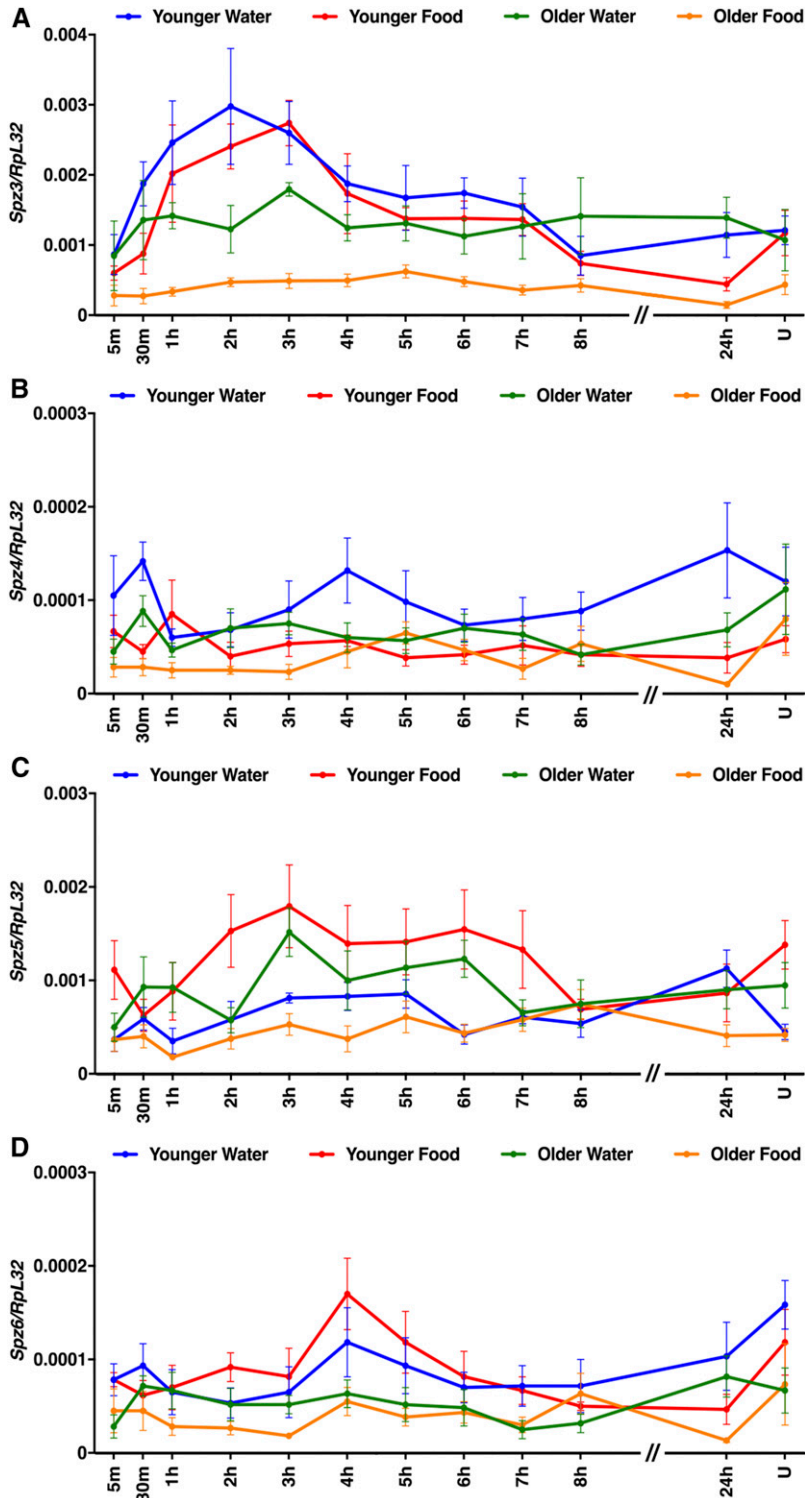 A
Younger Water Younger Food Older Water Older Food
Spz3/RpL32
0.004
0.003
0.002
0.001
0
5m 30m 1h 2h 3h 4h 5h 6h 7h 8h // 24h U
B
Younger Water Younger Food Older Water Older Food
Spz4/RpL32
0.0003
0.0002
0.0001
0
5m 30m 1h 2h 3h 4h 5h 6h 7h 8h // 24h U
C
Younger Water Younger Food Older Water Older Food
Spz5/RpL32
0.003
0.002
0.001
0
5m 30m 1h 2h 3h 4h 5h 6h 7h 8h // 24h U
D
Younger Water Younger Food Older Water Older Food
Spz6/RpL32
0.0003
0.0002
0.0001
0
5m 30m 1h 2h 3h 4h 5h 6h 7h 8h // 24h U